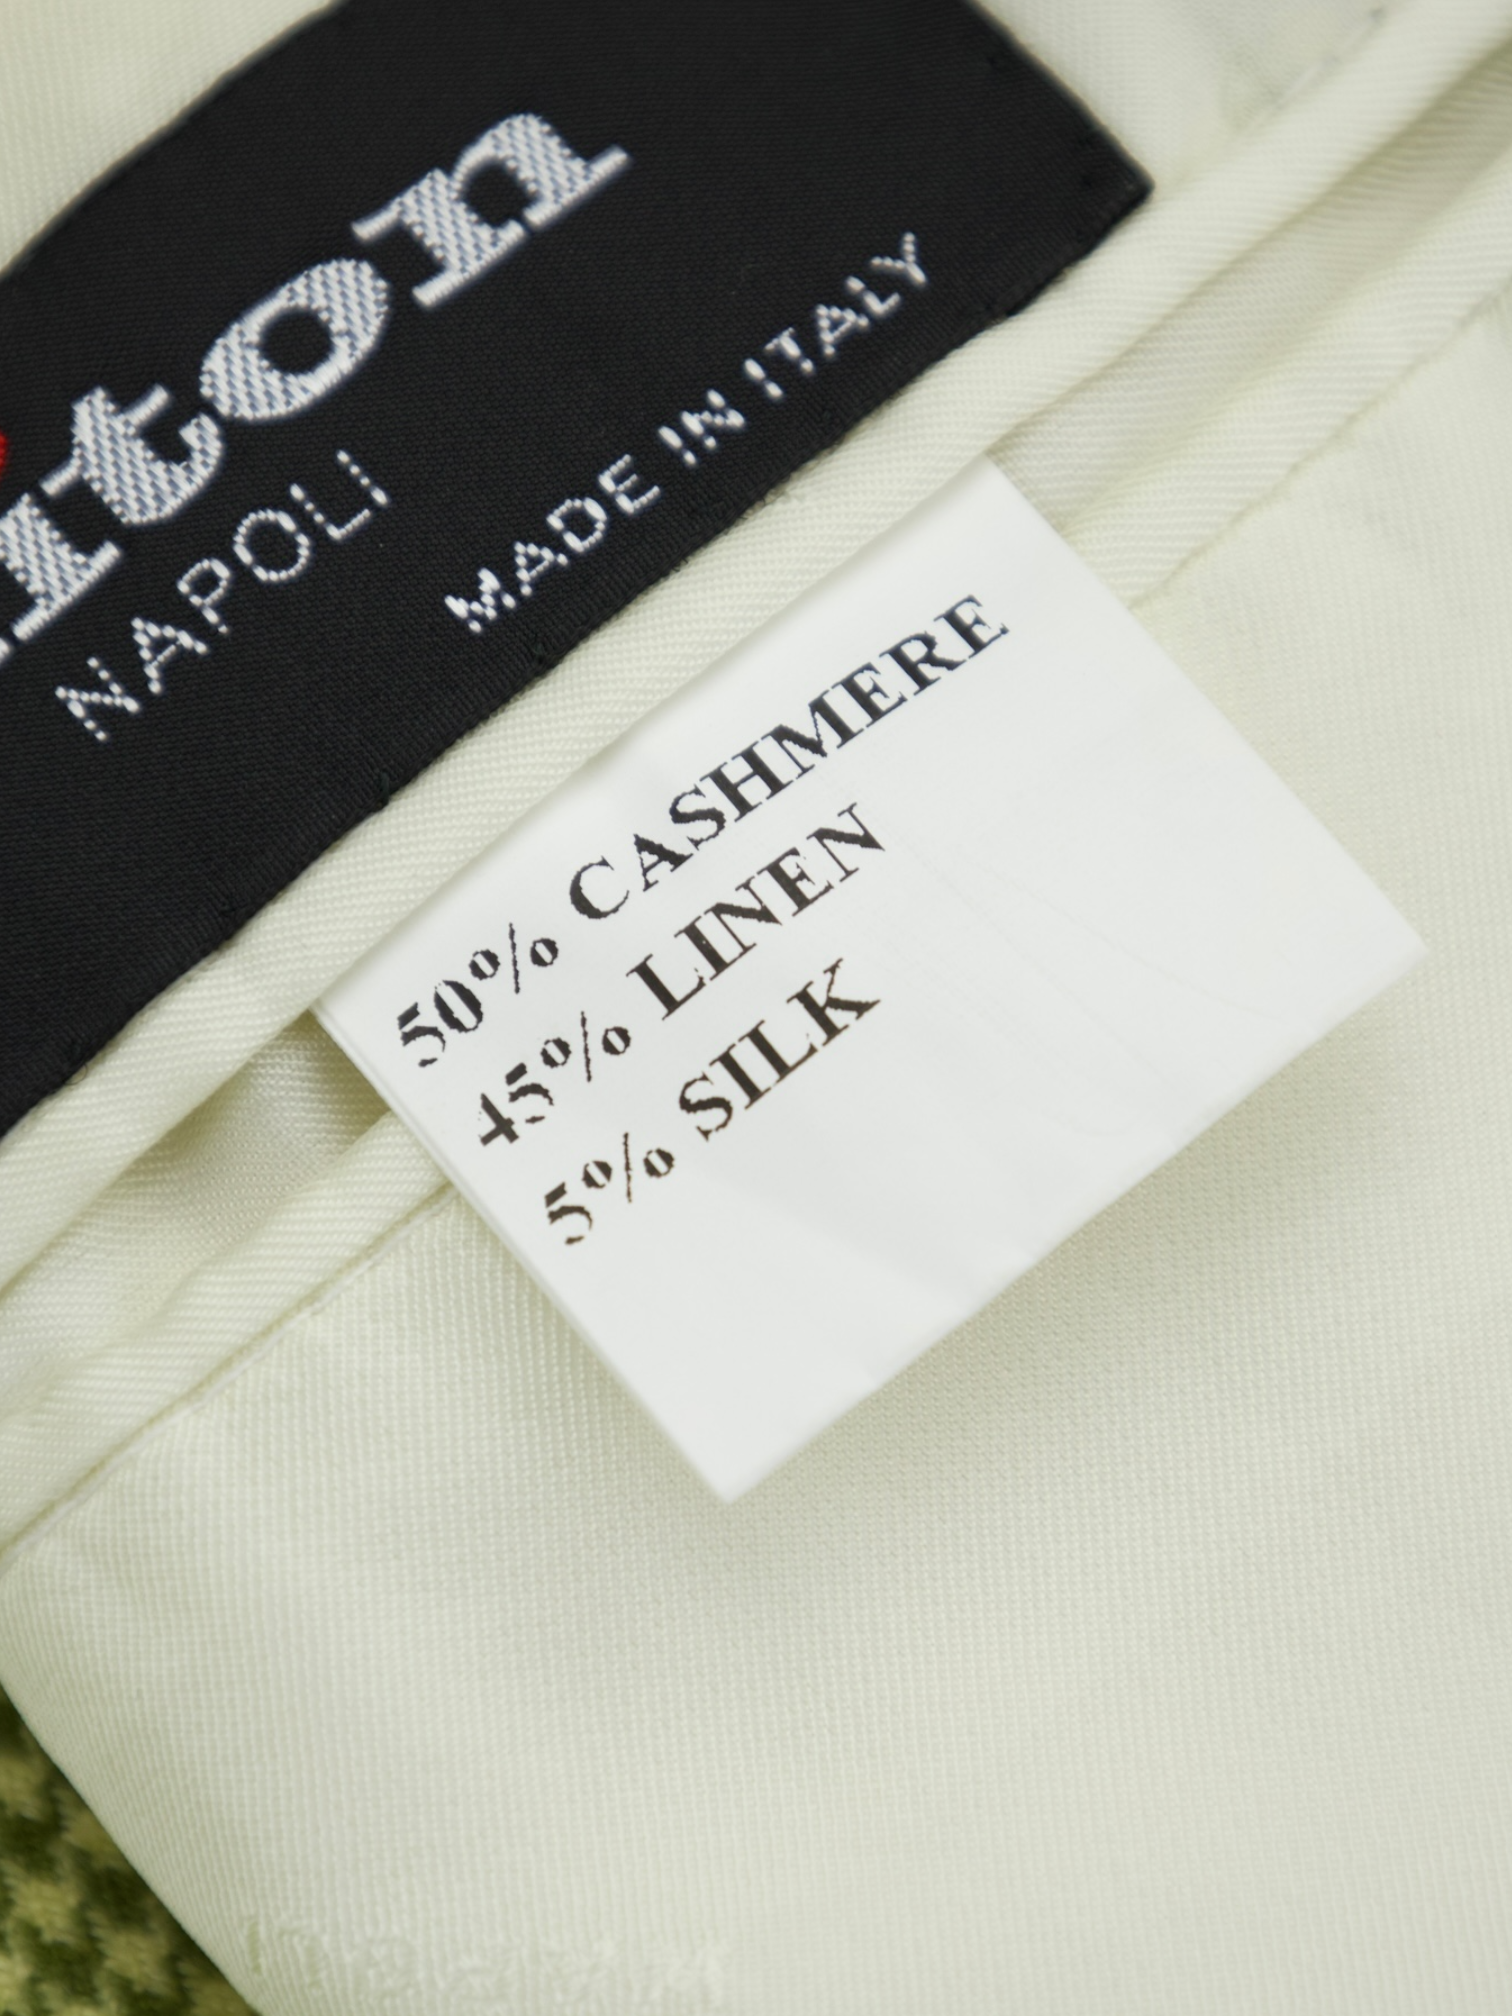 iton
NAPOLI
MADE IN ITALY
50% CASHMERE
45% LINEN
5% SILK